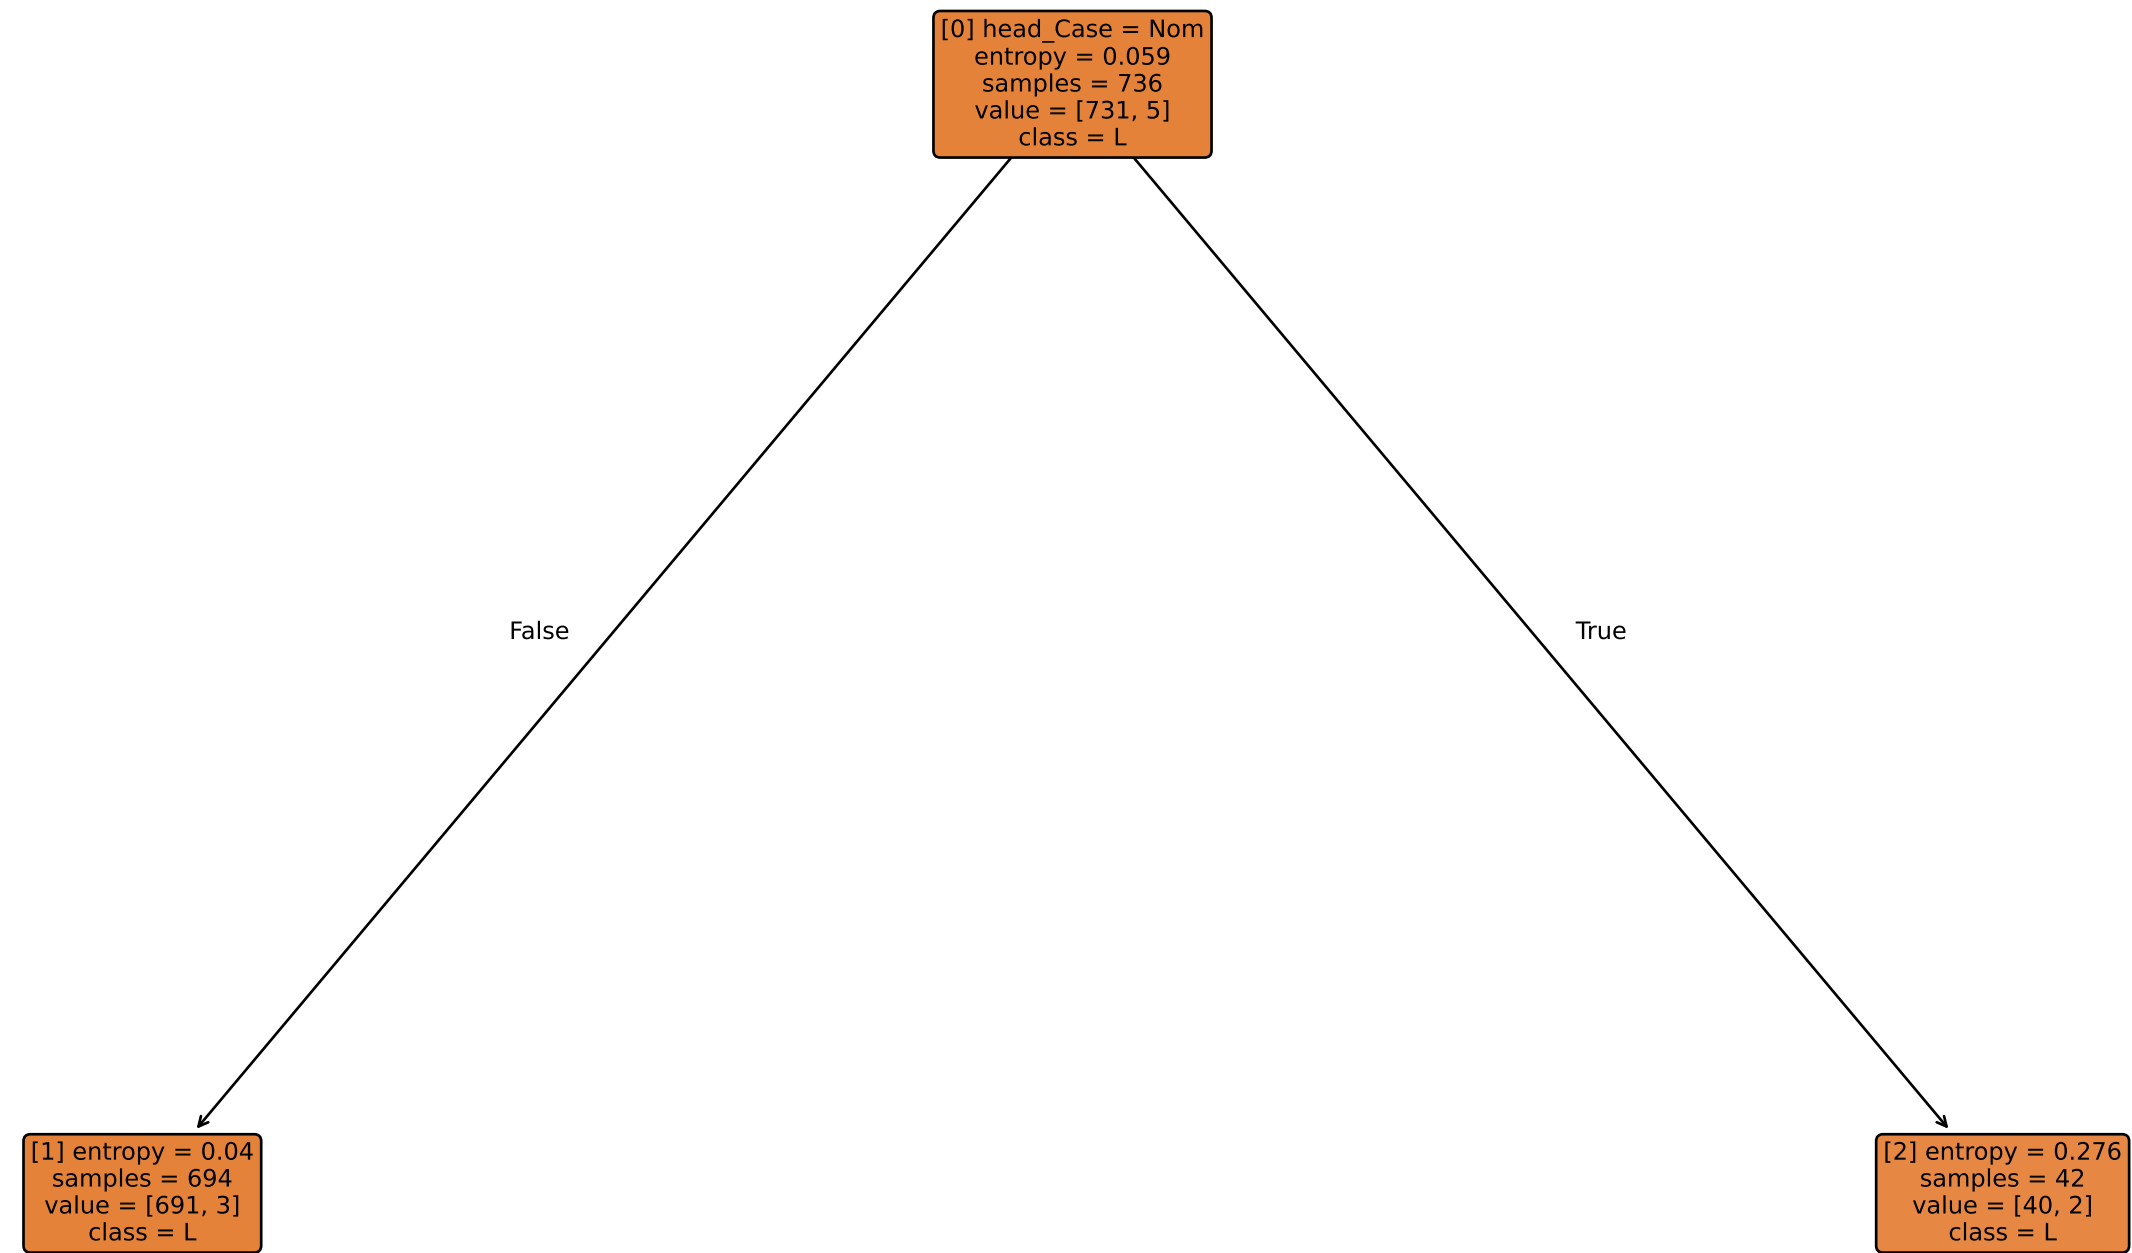 [0] head_Case = Nom
entropy = 0.059
samples = 736
value = [731, 5]
class = L
False
True
[1] entropy = 0.04
samples = 694
value = [691, 3]
class = L
[2] entropy = 0.276
samples = 42
value = [40, 2]
class = L